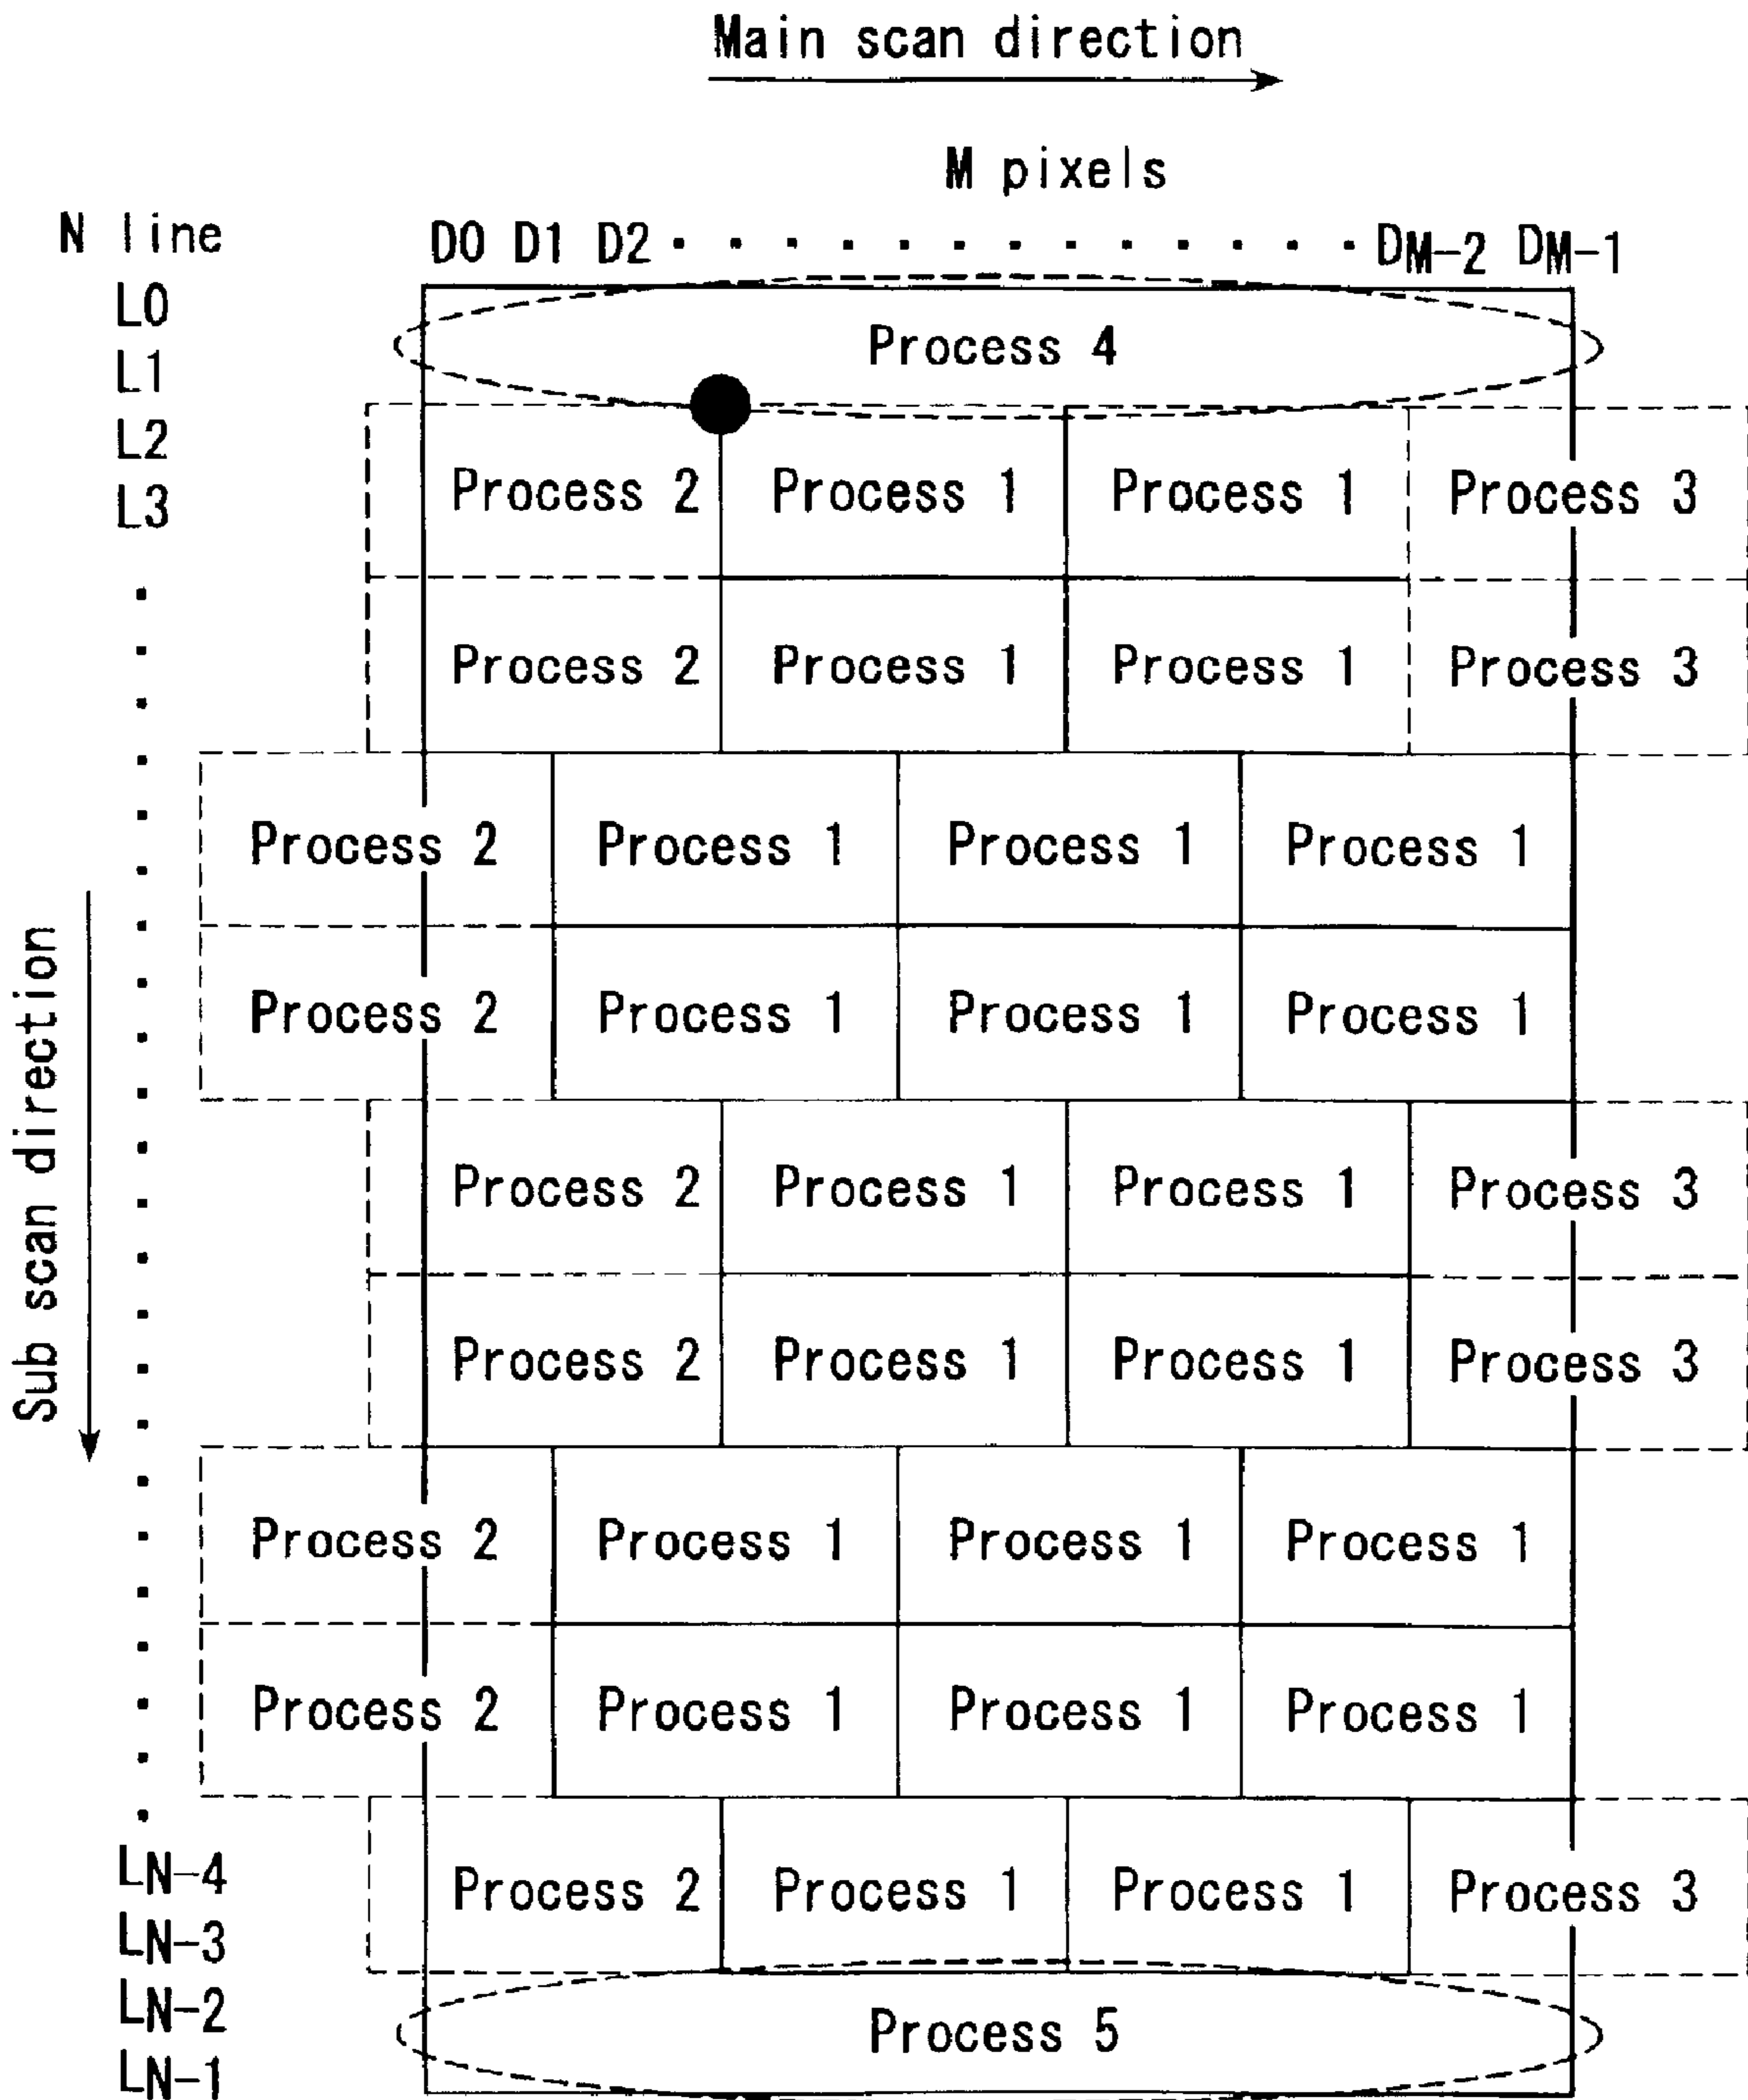 Main scan direction
M pixels
N line
D0 D1 D2 · · · · · · · · · · · · · DM-2 DM-1
L0
Process 4
L1
L2
L3
Process 2 Process 1 Process 1 Process 3
Process 2 Process 1 Process 1 Process 3
Process 2 Process 1 Process 1 Process 1
Process 2 Process 1 Process 1 Process 1
Sub scan direction
Process 2 Process 1 Process 1 Process 3
Process 2 Process 1 Process 1 Process 3
Process 2 Process 1 Process 1 Process 1
Process 2 Process 1 Process 1 Process 1
LN-4
Process 2 Process 1 Process 1 Process 3
LN-3
LN-2
Process 5
LN-1